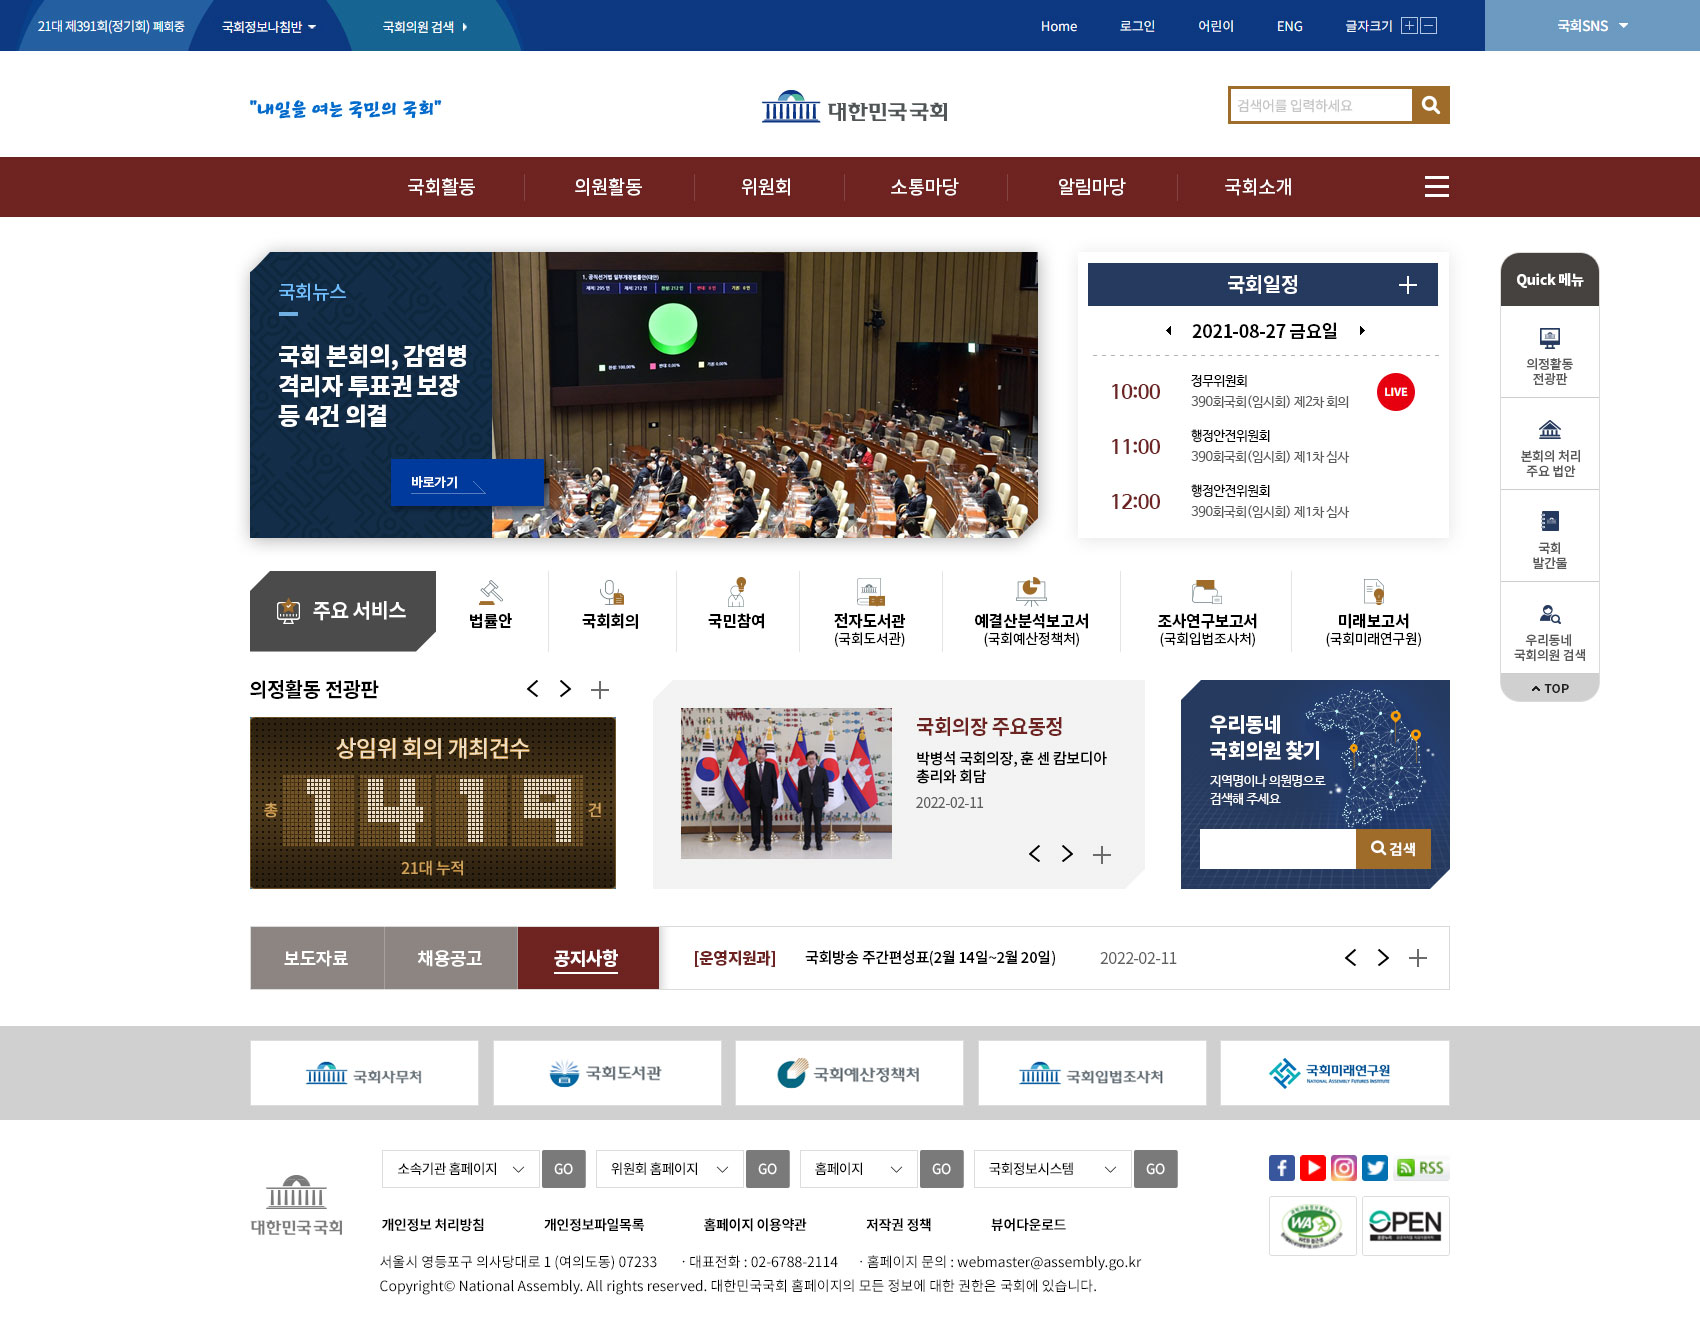 21대 제391회(정기회) 폐회중
국회정보나침반
국회의원 검색
Home
로그인
어린이
ENG
글자크기
국회SNS
"내일을 여는 국민의 국회"
대한민국국회
검색어를 입력하세요
국회활동
의원활동
위원회
소통마당
알림마당
국회소개
국회뉴스
국회 본회의, 감염병
격리자 투표권 보장
등 4건 의결
바로가기
국회일정
2021-08-27 금요일
10:00
정무위원회
390회국회(임시회) 제2차 회의
LIVE
11:00
행정안전위원회
390회국회(임시회) 제1차 심사
12:00
행정안전위원회
390회국회(임시회) 제1차 심사
Quick 메뉴
의정활동
전광판
본회의 처리
주요 법안
국회
발간물
우리동네
국회의원 검색
TOP
주요 서비스
법률안
국회회의
국민참여
전자도서관
(국회도서관)
예결산분석보고서
(국회예산정책처)
조사연구보고서
(국회입법조사처)
미래보고서
(국회미래연구원)
의정활동 전광판
상임위 회의 개최건수
총 1419 건
21대 누적
국회의장 주요동정
박병석 국회의장, 훈 센 캄보디아
총리와 회담
2022-02-11
우리동네
국회의원 찾기
지역명이나 의원명으로
검색해 주세요
검색
보도자료
채용공고
공지사항
[운영지원과]
국회방송 주간편성표(2월 14일~2월 20일)
2022-02-11
국회사무처
국회도서관
국회예산정책처
국회입법조사처
국회미래연구원
NATIONAL ASSEMBLY FUTURES INSTITUTE
대한민국국회
소속기관 홈페이지
GO
위원회 홈페이지
GO
홈페이지
GO
국회정보시스템
GO
RSS
개인정보 처리방침
개인정보파일목록
홈페이지 이용약관
저작권 정책
뷰어다운로드
WA
OPEN
서울시 영등포구 의사당대로 1 (여의도동) 07233
· 대표전화 : 02-6788-2114
· 홈페이지 문의 : webmaster@assembly.go.kr
Copyright© National Assembly. All rights reserved. 대한민국국회 홈페이지의 모든 정보에 대한 권한은 국회에 있습니다.